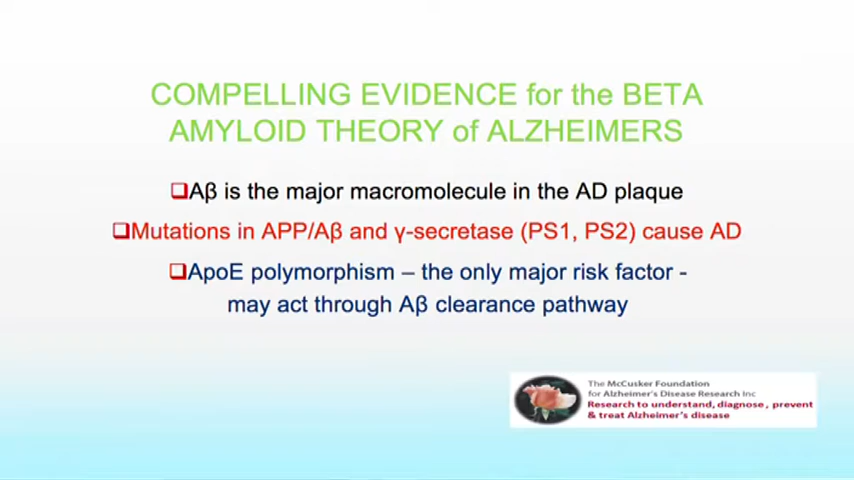 COMPELLING EVIDENCE for the BETA
AMYLOID THEORY of ALZHEIMERS
❑Aβ is the major macromolecule in the AD plaque
❑Mutations in APP/Aβ and γ-secretase (PS1, PS2) cause AD
❑ApoE polymorphism – the only major risk factor -
may act through Aβ clearance pathway
The McCusker Foundation
for Alzheimer's Disease Research Inc
Research to understand, diagnose, prevent
& treat Alzheimer's disease